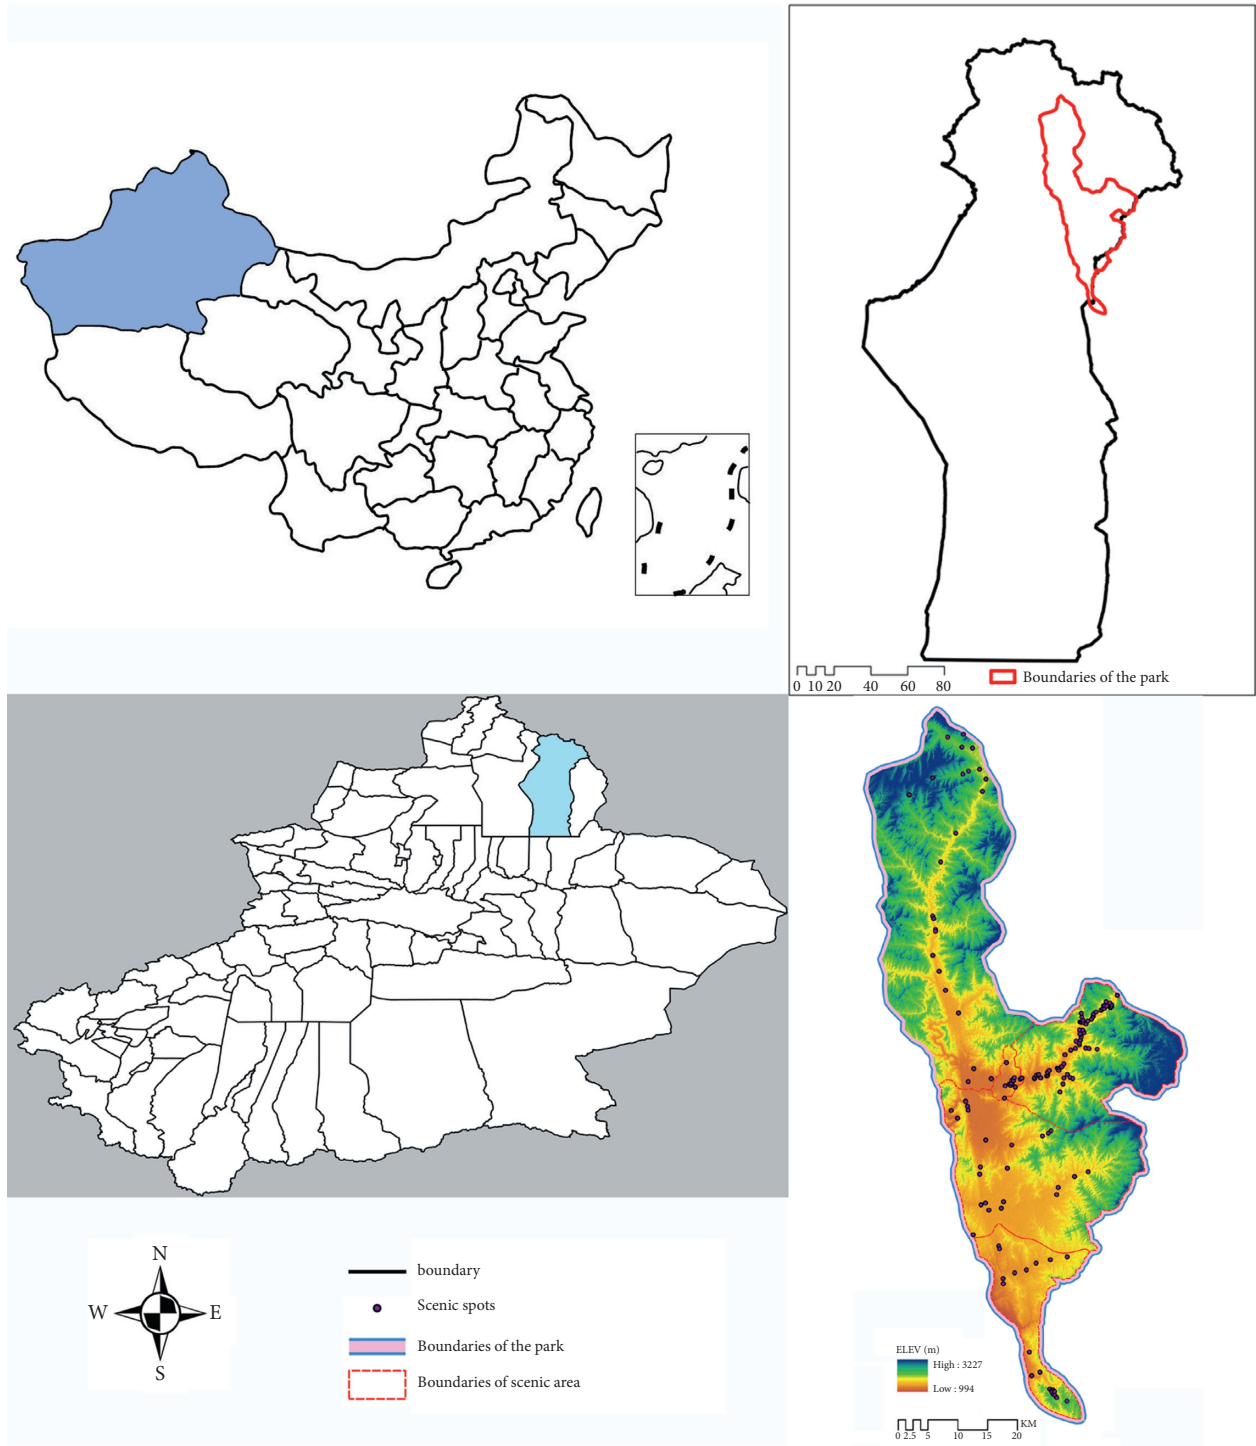 0 10 20 40 60 80
Boundaries of the park
N
W E
S
boundary
Scenic spots
Boundaries of the park
Boundaries of scenic area
ELEV (m)
High : 3227
Low : 994
KM
0 2.5 5 10 15 20